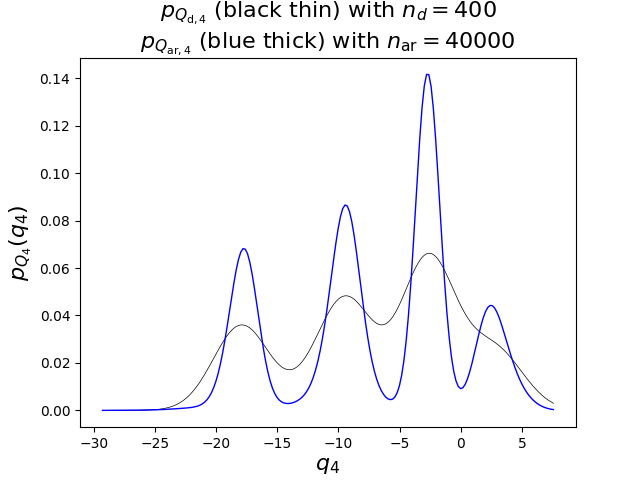 $p_{Q_{\mathrm{d},4}}$ (black thin) with $n_d = 400$
$p_{Q_{\mathrm{ar},4}}$ (blue thick) with $n_{\mathrm{ar}} = 40000$
0.14
0.12
0.10
0.08
0.06
0.04
0.02
0.00
$p_{Q_4}(q_4)$
−30 −25 −20 −15 −10 −5 0 5
$q_4$